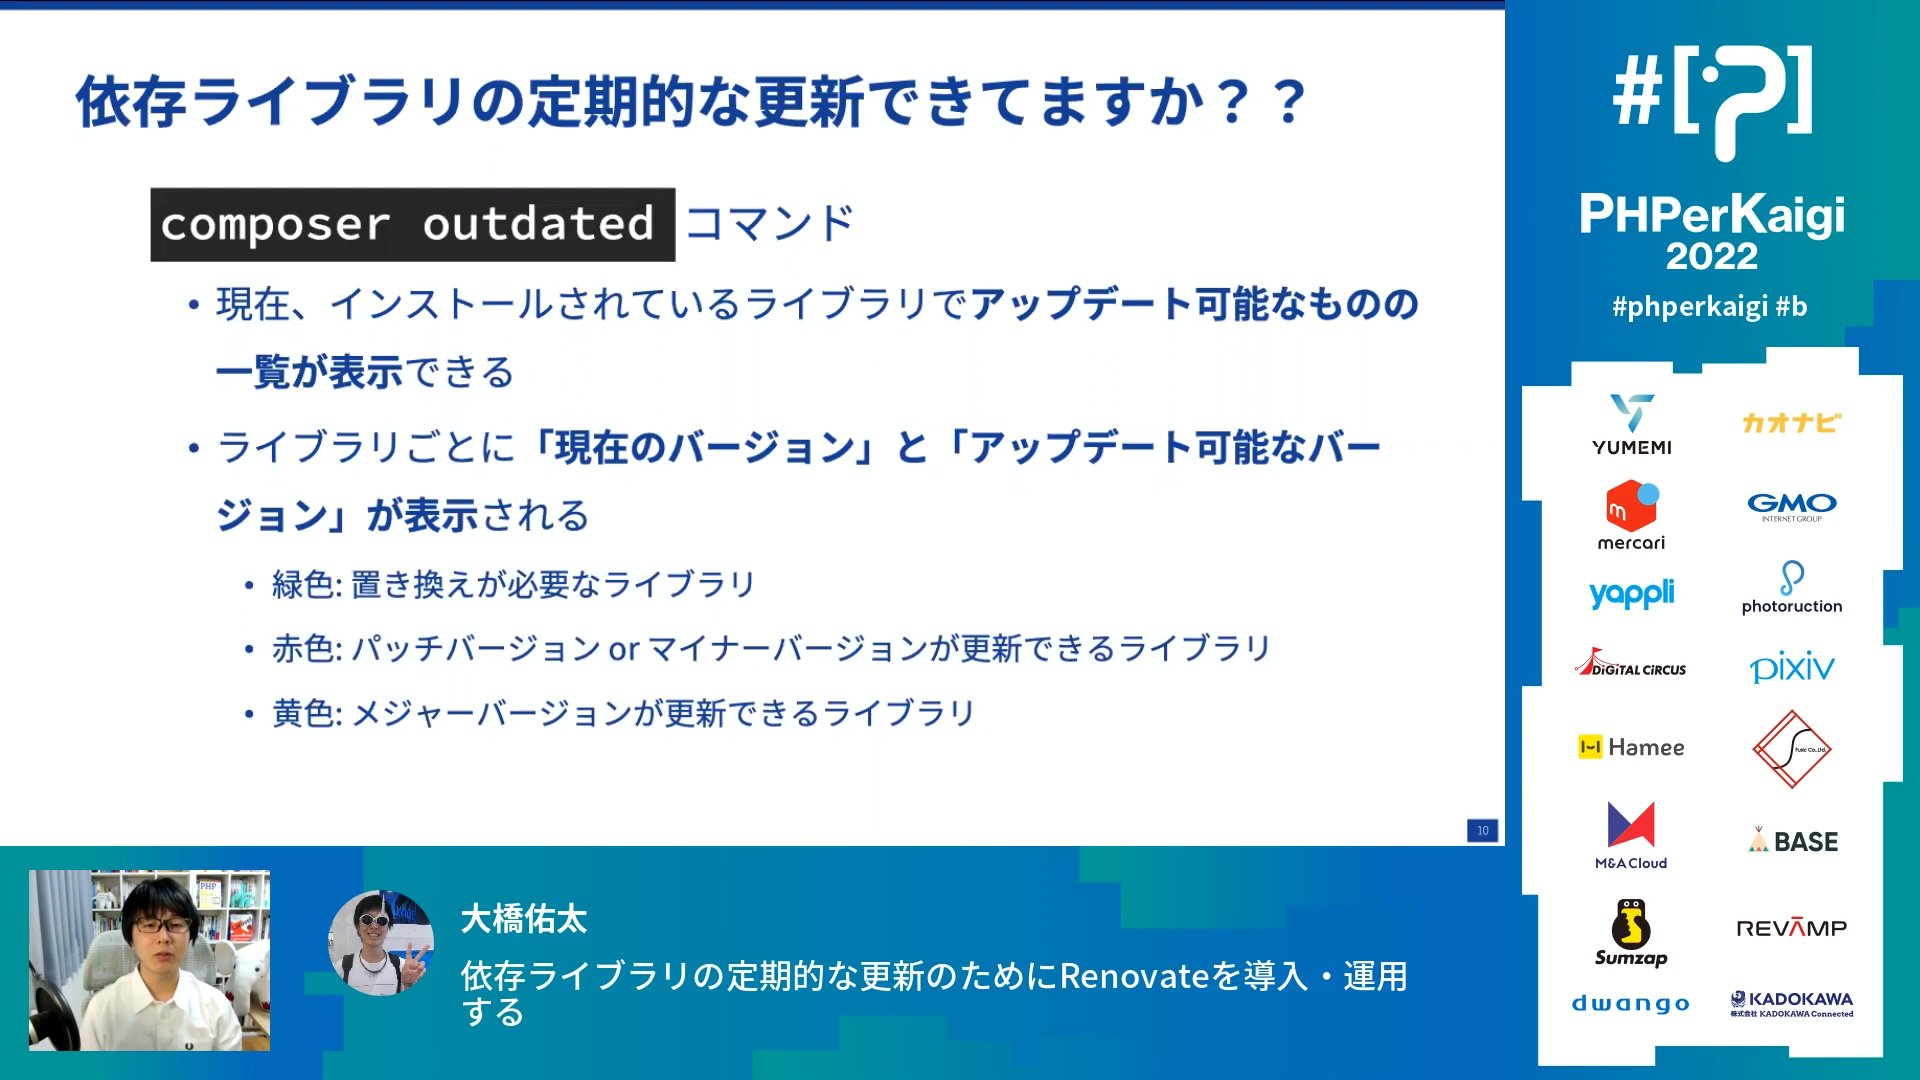 依存ライブラリの定期的な更新できてますか？？
composer outdated コマンド
• 現在、インストールされているライブラリでアップデート可能なものの
一覧が表示できる
• ライブラリごとに「現在のバージョン」と「アップデート可能なバー
ジョン」が表示される
• 緑色: 置き換えが必要なライブラリ
• 赤色: パッチバージョン or マイナーバージョンが更新できるライブラリ
• 黄色: メジャーバージョンが更新できるライブラリ
10
大橋佑太
依存ライブラリの定期的な更新のためにRenovateを導入・運用
する
PHP
#[?]
PHPerKaigi
2022
#phperkaigi #b
YUMEMI
カオナビ
mercari
GMO
INTERNET GROUP
yappli
photoruction
DIGITAL CIRCUS
pixiv
Hamee
Fusic Co.,Ltd.
M&A Cloud
BASE
Sumzap
REVAMP
dwango
KADOKAWA
株式会社 KADOKAWA Connected